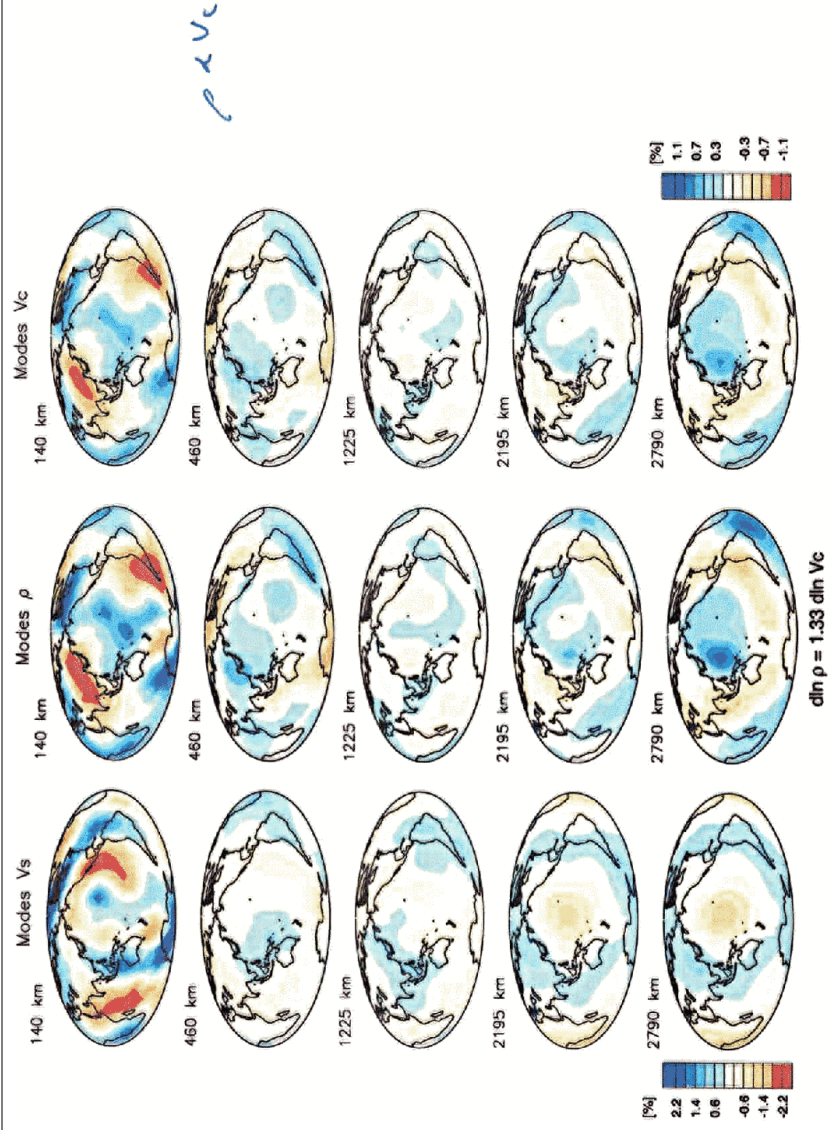 Modes Vs
Modes ρ
Modes Vc
140 km
140 km
140 km
ρ ∝ Vc
460 km
460 km
460 km
1225 km
1225 km
1225 km
2195 km
2195 km
2195 km
2790 km
2790 km
2790 km
[%]
2.2
1.4
0.6
-0.6
-1.4
-2.2
[%]
1.1
0.7
0.3
-0.3
-0.7
-1.1
dln ρ = 1.33 dln Vc